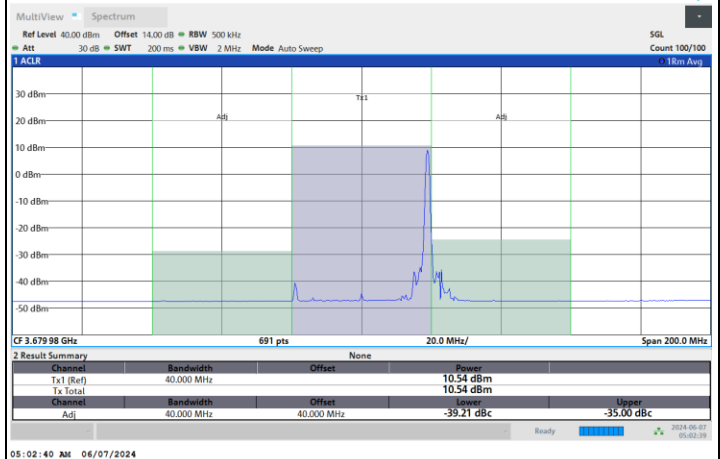 MultiView Spectrum
Ref Level 40.00 dBm Offset 14.00 dB RBW 500 kHz SGL
Att 30 dB SWT 200 ms VBW 2 MHz Mode Auto Sweep Count 100/100
1 ACLR 1Rm Avg
30 dBm
Tx1
20 dBm Adj Adj
10 dBm
0 dBm
-10 dBm
-20 dBm
-30 dBm
-40 dBm
-50 dBm
CF 3.679 98 GHz 691 pts 20.0 MHz/ Span 200.0 MHz
2 Result Summary None
Channel Bandwidth Offset Power
Tx1 (Ref) 40.000 MHz 10.54 dBm
Tx Total 10.54 dBm
Channel Bandwidth Offset Lower Upper
Adj 40.000 MHz 40.000 MHz -39.21 dBc -35.00 dBc
Ready 2024-06-07
05:02:39
05:02:40 AM 06/07/2024